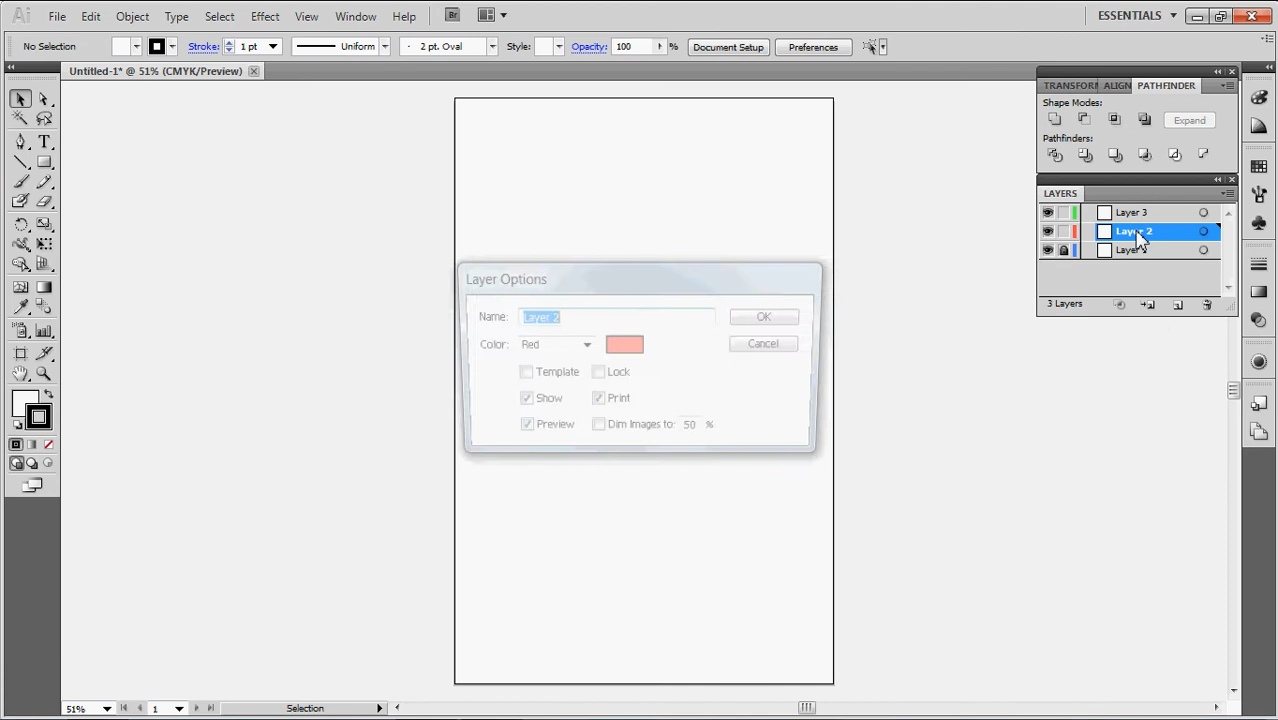 Ai File Edit Object Type Select Effect View Window Help Br ESSENTIALS
No Selection Stroke: 1 pt Uniform 2 pt. Oval Style: Opacity: 100 % Document Setup Preferences
Untitled-1* @ 51% (CMYK/Preview)
TRANSFORM ALIGN PATHFINDER
Shape Modes:
Expand
Pathfinders:
LAYERS
Layer 3
Layer 2
Layer
3 Layers
Layer Options
Name: Layer 2 OK
Color: Red Cancel
Template Lock
Show Print
Preview Dim Images to: 50 %
51% 1 Selection